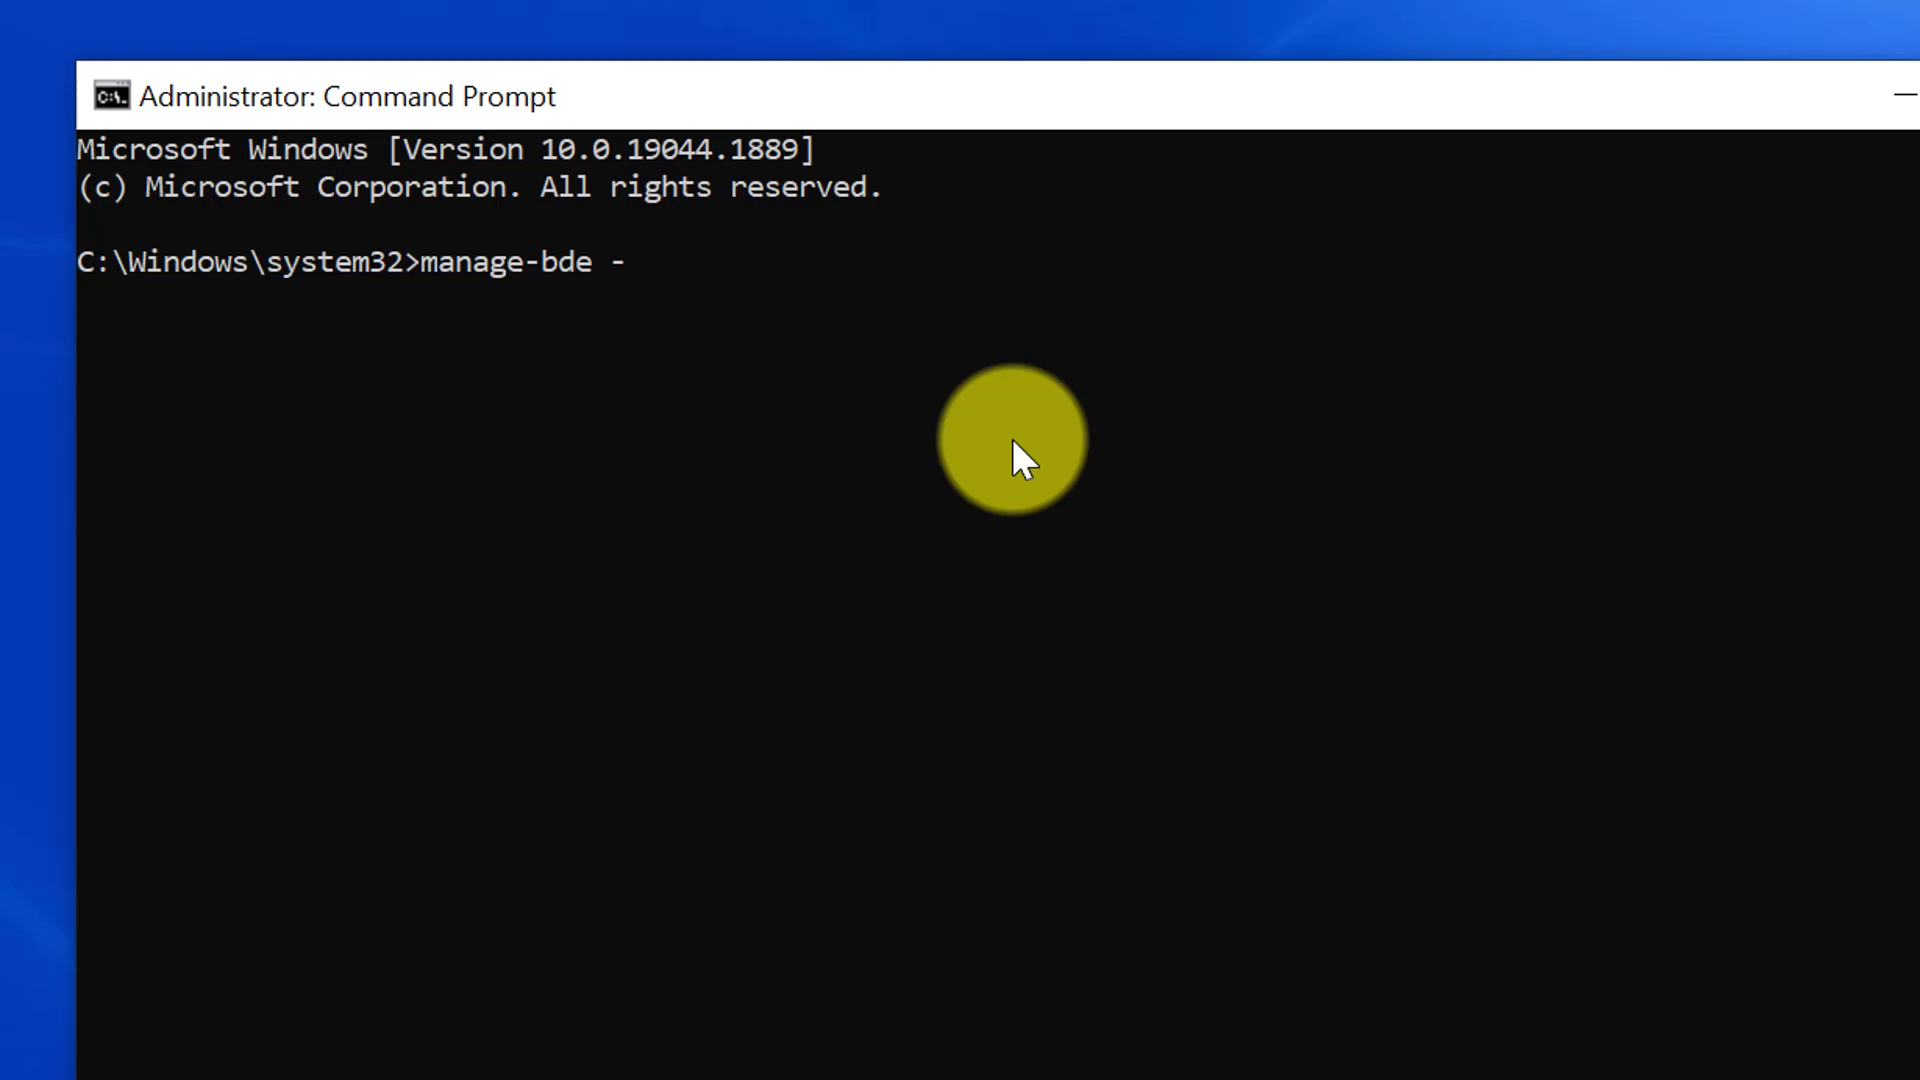 C:\.
Administrator: Command Prompt
Microsoft Windows [Version 10.0.19044.1889]
(c) Microsoft Corporation. All rights reserved.
C:\Windows\system32>manage-bde -